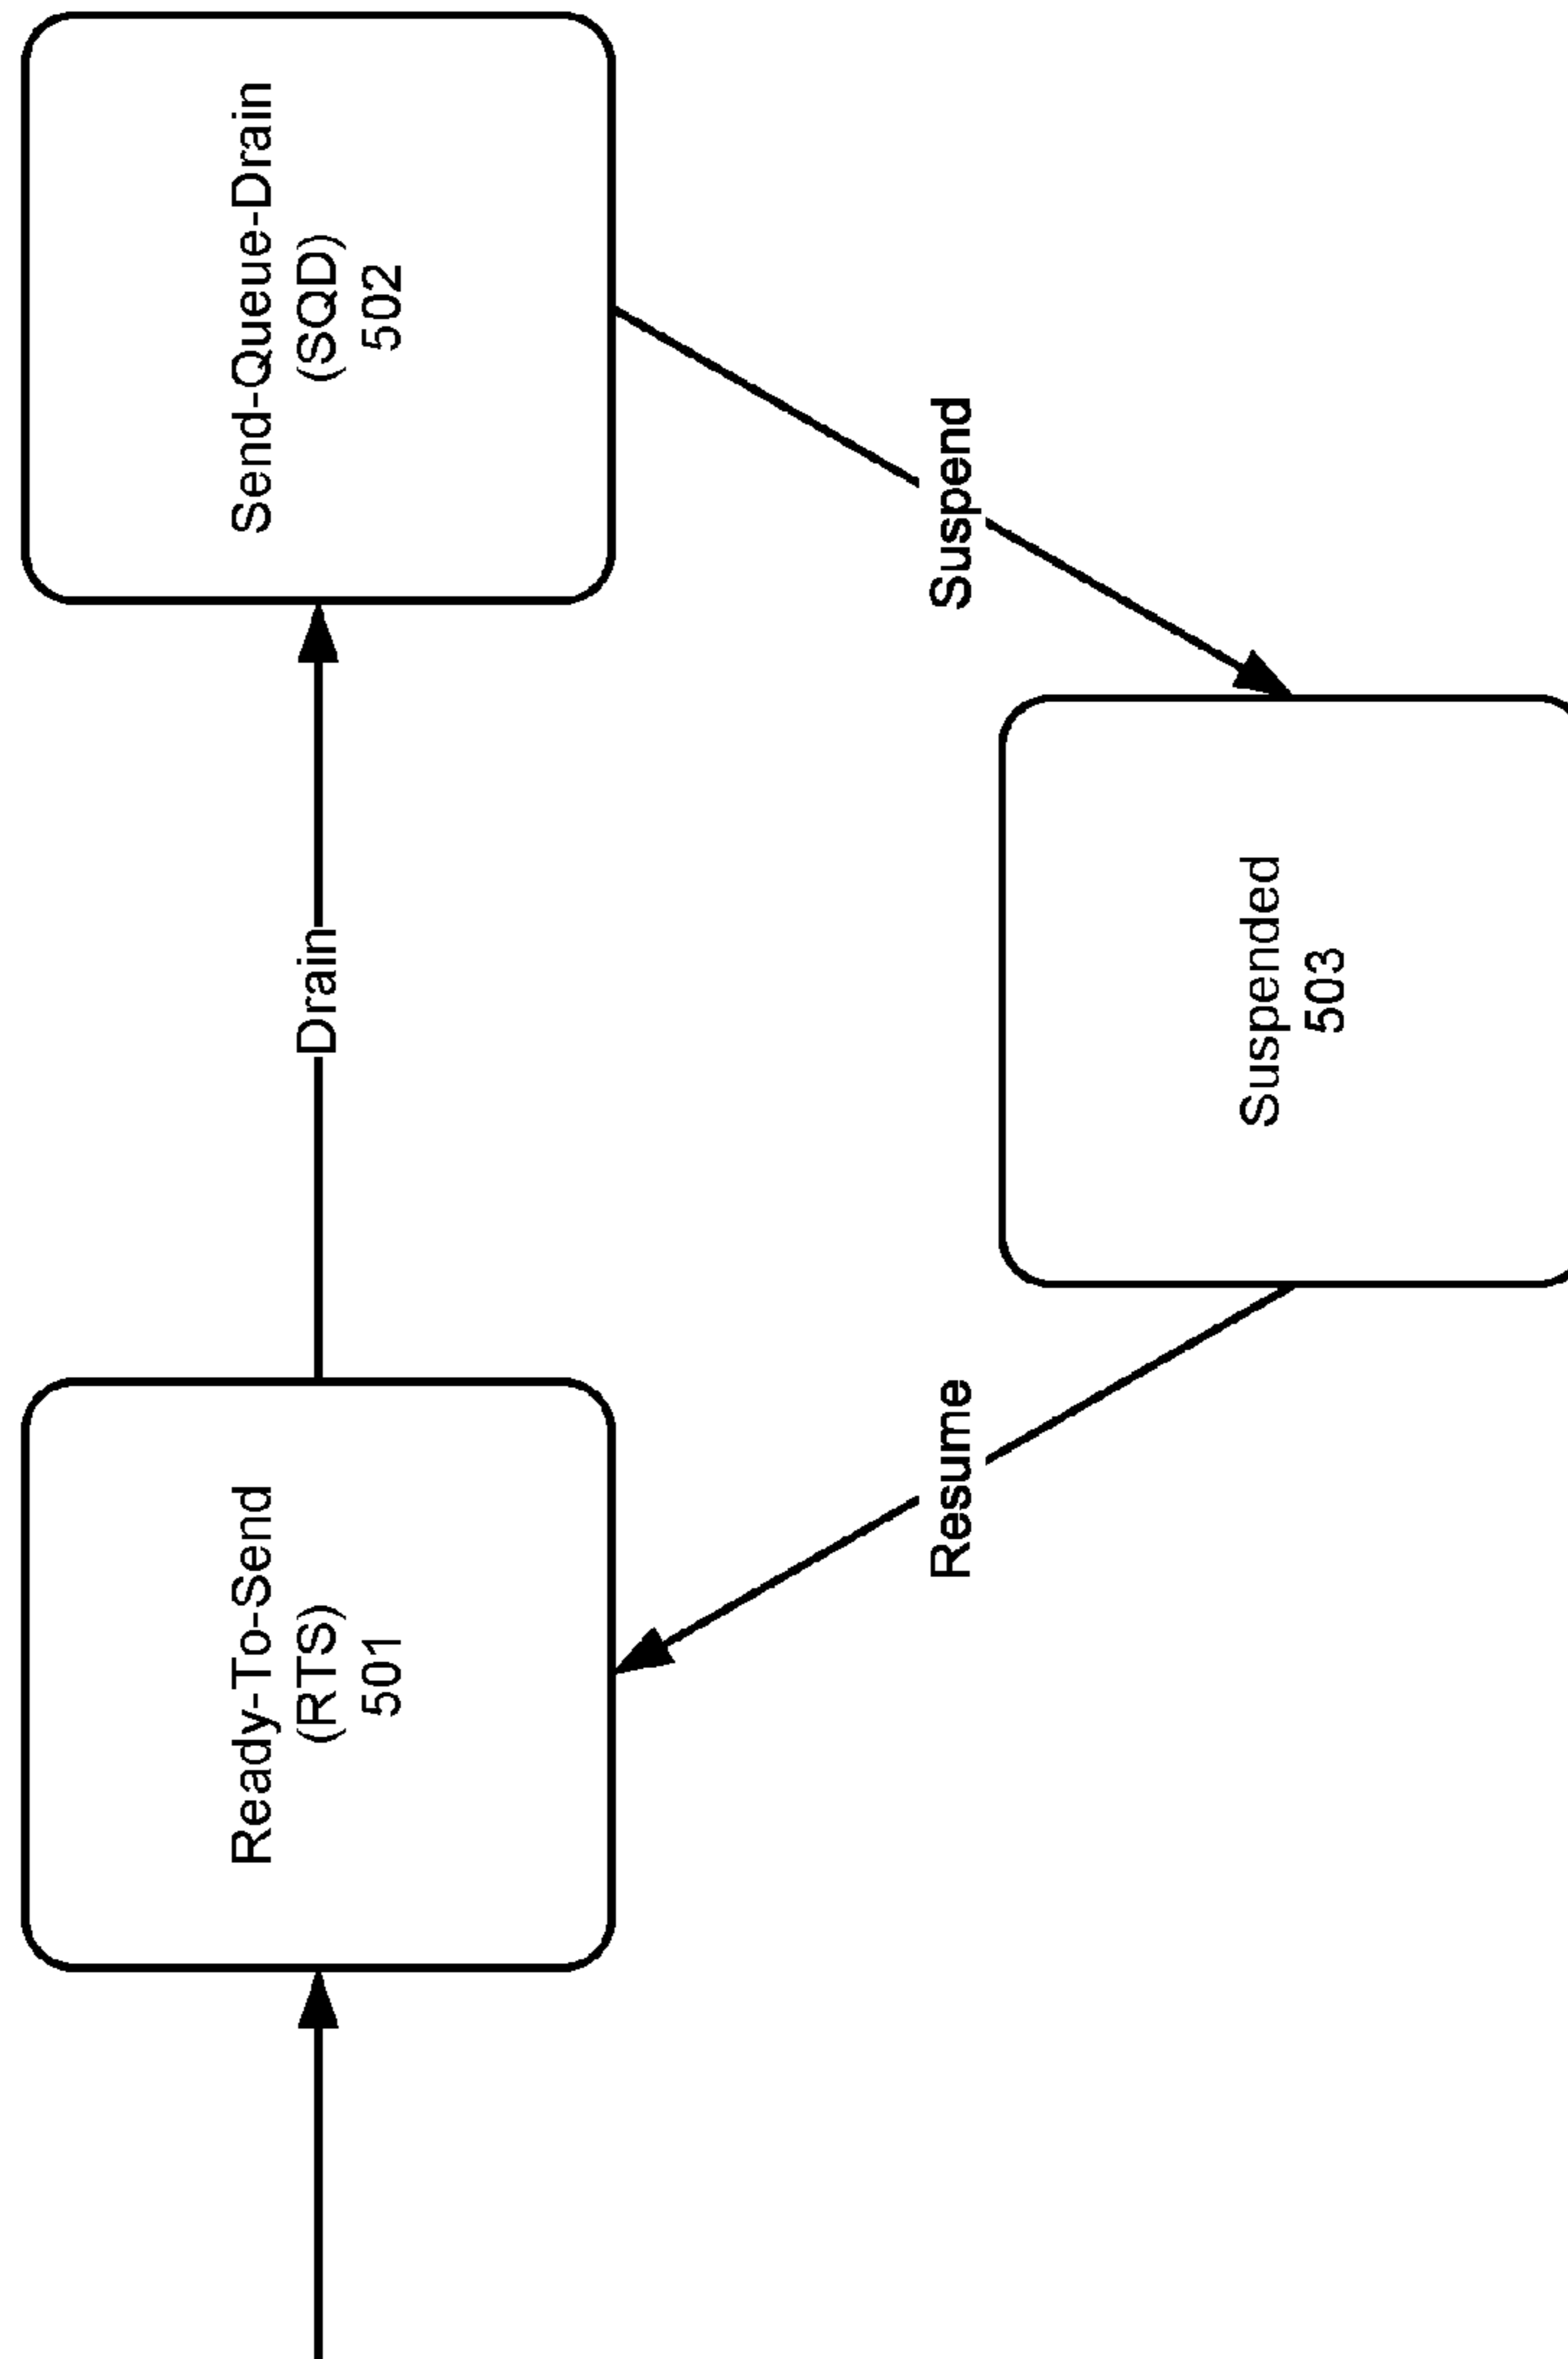 Ready-To-Send
(RTS)
501
Drain
Send-Queue-Drain
(SQD)
502
Resume
Suspend
Suspended
503